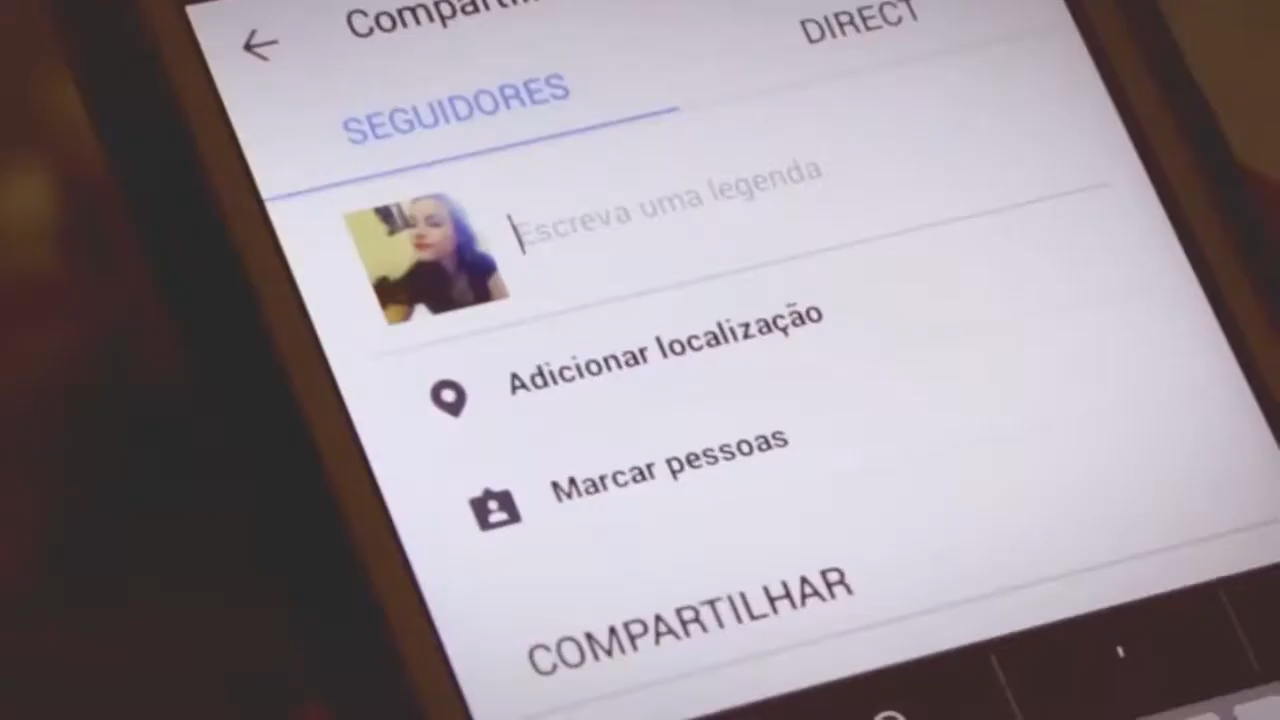 SEGUIDORES
DIRECT
Escreva uma legenda
Adicionar localização
Marcar pessoas
COMPARTILHAR